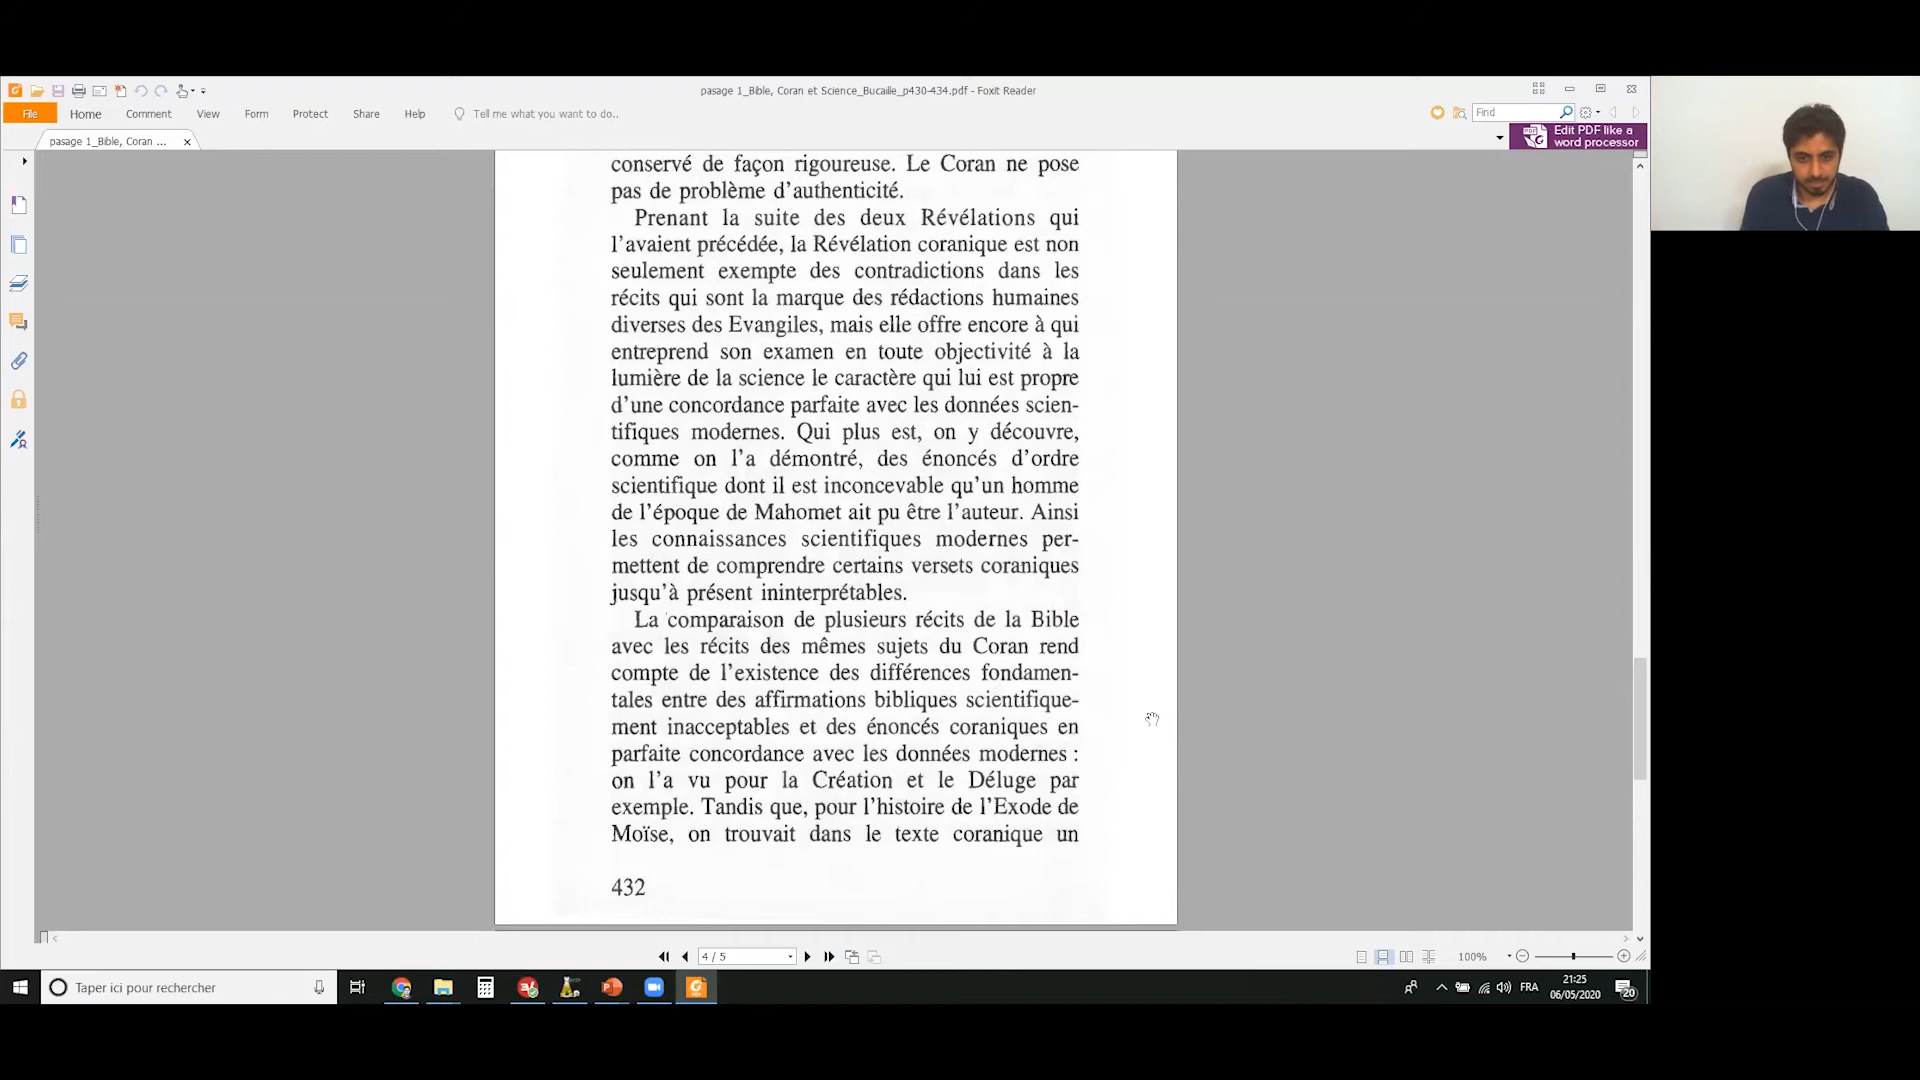 pasage 1_Bible, Coran et Science_Bucaille_p430-434.pdf - Foxit Reader
File Home Comment View Form Protect Share Help Tell me what you want to do..
Find
pasage 1_Bible, Coran ...
Edit PDF like a
word processor
conservé de façon rigoureuse. Le Coran ne pose
pas de problème d'authenticité.
Prenant la suite des deux Révélations qui
l'avaient précédée, la Révélation coranique est non
seulement exempte des contradictions dans les
récits qui sont la marque des rédactions humaines
diverses des Evangiles, mais elle offre encore à qui
entreprend son examen en toute objectivité à la
lumière de la science le caractère qui lui est propre
d'une concordance parfaite avec les données scien-
tifiques modernes. Qui plus est, on y découvre,
comme on l'a démontré, des énoncés d'ordre
scientifique dont il est inconcevable qu'un homme
de l'époque de Mahomet ait pu être l'auteur. Ainsi
les connaissances scientifiques modernes per-
mettent de comprendre certains versets coraniques
jusqu'à présent ininterprétables.
La comparaison de plusieurs récits de la Bible
avec les récits des mêmes sujets du Coran rend
compte de l'existence des différences fondamen-
tales entre des affirmations bibliques scientifique-
ment inacceptables et des énoncés coraniques en
parfaite concordance avec les données modernes :
on l'a vu pour la Création et le Déluge par
exemple. Tandis que, pour l'histoire de l'Exode de
Moïse, on trouvait dans le texte coranique un
432
4 / 5
100%
Taper ici pour rechercher
FRA
21:25
06/05/2020
20